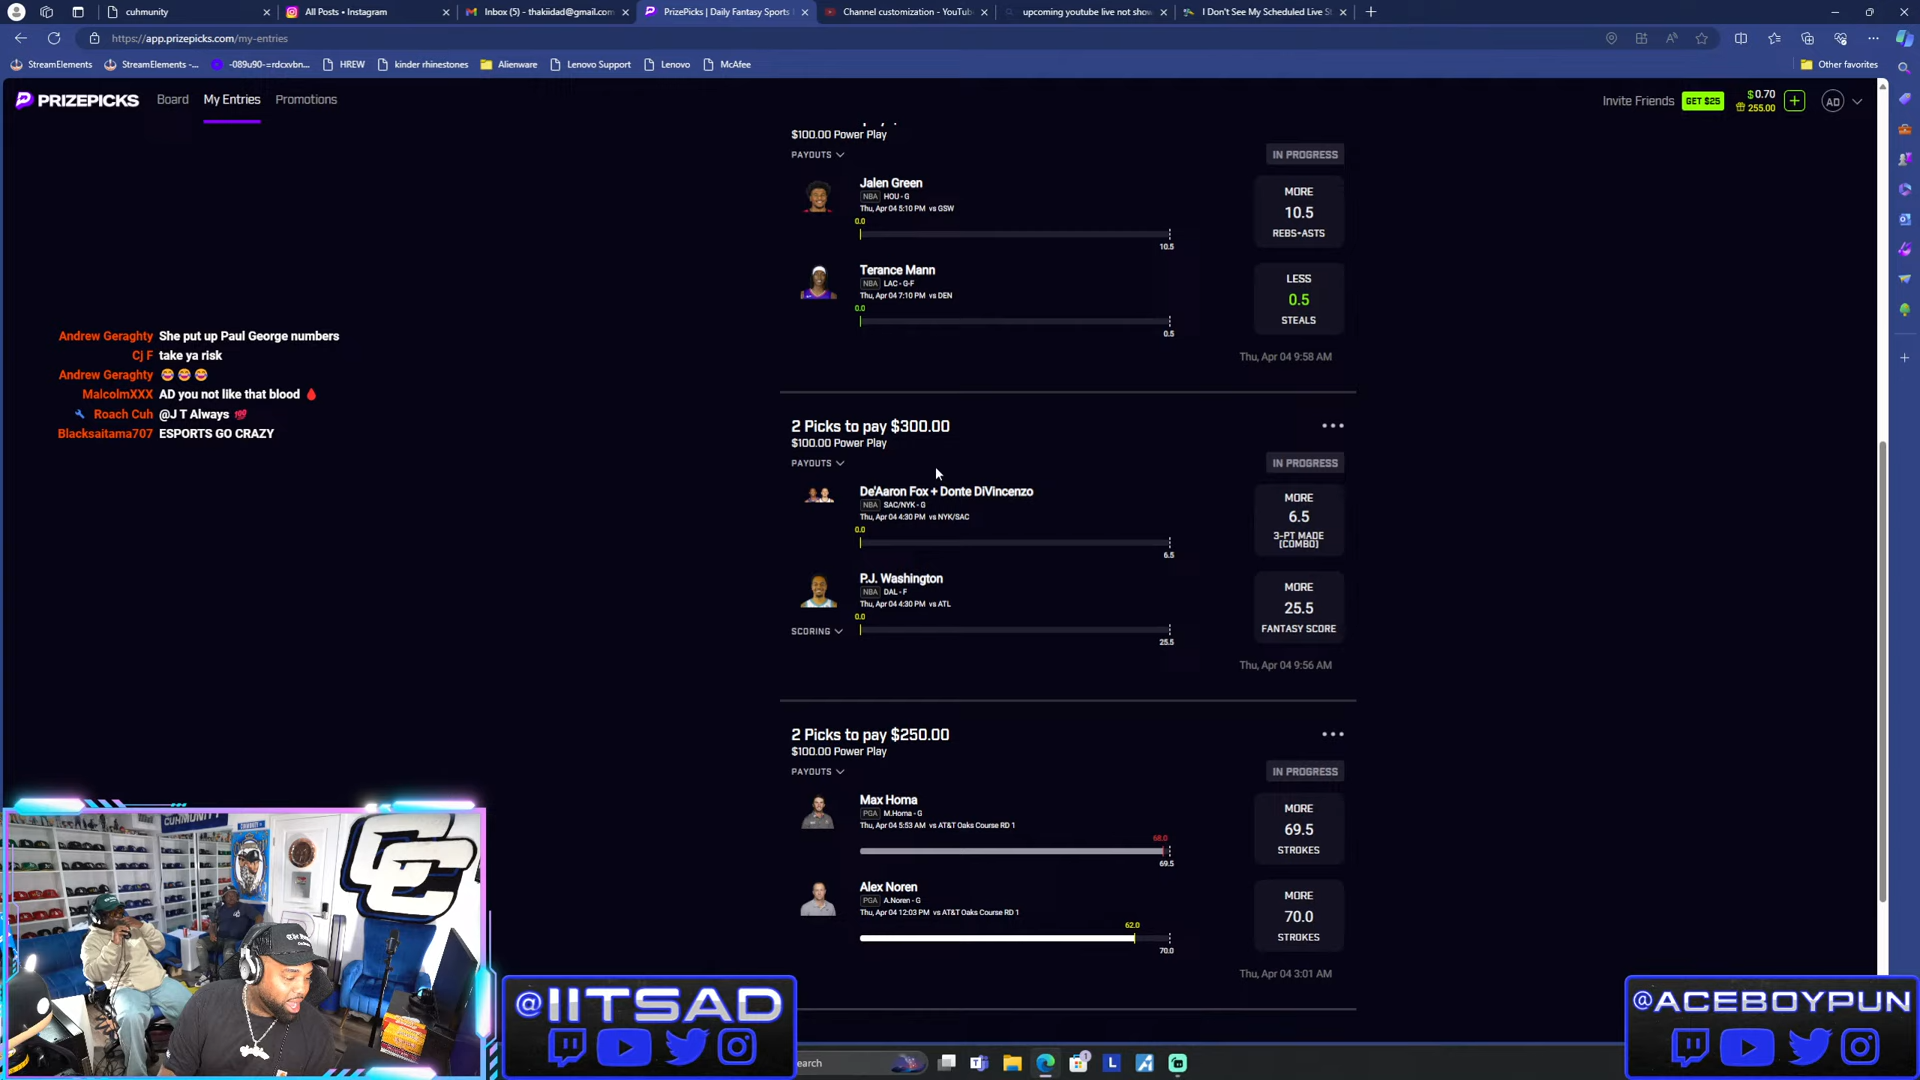 cuhmunity
All Posts • Instagram
Inbox (5) - thakiidad@gmail.com
PrizePicks | Daily Fantasy Sports
Channel customization - YouTub
upcoming youtube live not show
I Don't See My Scheduled Live St
https://app.prizepicks.com/my-entries
StreamElements
StreamElements -...
-089u90-=rdcxvbn...
HREW
kinder rhinestones
Alienware
Lenovo Support
Lenovo
McAfee
Other favorites
PRIZEPICKS
Board
My Entries
Promotions
Invite Friends
GET $25
$ 0.70
255.00
AD
$100.00 Power Play
PAYOUTS
IN PROGRESS
Jalen Green
NBA HOU - G
Thu, Apr 04 5:10 PM vs GSW
0.0
10.5
MORE
10.5
REBS+ASTS
Terance Mann
NBA LAC - G-F
Thu, Apr 04 7:10 PM vs DEN
0.0
0.5
LESS
0.5
STEALS
Thu, Apr 04 9:58 AM
Andrew Geraghty She put up Paul George numbers
Cj F take ya risk
Andrew Geraghty 😂 😂 😂
MalcolmXXX AD you not like that blood 🩸
Roach Cuh @J T Always 💯
Blacksaitama707 ESPORTS GO CRAZY
2 Picks to pay $300.00
$100.00 Power Play
PAYOUTS
IN PROGRESS
De'Aaron Fox + Donte DiVincenzo
NBA SAC/NYK - G
Thu, Apr 04 4:30 PM vs NYK/SAC
0.0
6.5
MORE
6.5
3-PT MADE
(COMBO)
P.J. Washington
NBA DAL - F
Thu, Apr 04 4:30 PM vs ATL
0.0
SCORING
25.5
MORE
25.5
FANTASY SCORE
Thu, Apr 04 9:56 AM
2 Picks to pay $250.00
$100.00 Power Play
PAYOUTS
IN PROGRESS
Max Homa
PGA M.Homa - G
Thu, Apr 04 5:53 AM vs AT&T Oaks Course RD 1
68.0
69.5
MORE
69.5
STROKES
Alex Noren
PGA A.Noren - G
Thu, Apr 04 12:03 PM vs AT&T Oaks Course RD 1
62.0
70.0
MORE
70.0
STROKES
Thu, Apr 04 3:01 AM
CUHMUNITY
CC
@IITSAD
@ACEBOYPUN
earch